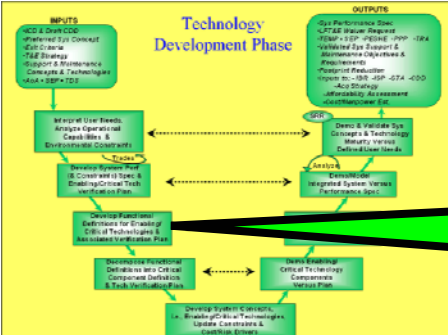 INPUTS
•ICD & Draft CDD
•Preferred Sys Concept
•Exit Criteria
•T&E Strategy
•Support & Maintenance
Concepts & Technologies
•AoA •SEP •TDS
Technology
Development Phase
OUTPUTS
•Sys Performance Spec
•LFT&E Waiver Request
•TEMP •SEP •PESHE •PPP •TRA
•Validated Sys Support &
Maintenance Objectives &
Requirements
•Footprint Reduction
•Inputs to: •IBR •ISP •STA •CDD
•Acq Strategy
•Affordability Assessment
•Cost/Manpower Est.
Interpret User Needs,
Analyze Operational
Capabilities &
Environmental Constraints
SRR
Demo & Validate Sys
Concepts & Technology
Maturity Versus
Defined User Needs
Trades
Develop System Perf
(& Constraints) Spec &
Enabling/Critical Tech
Verification Plan
Analyze
Demo/Model
Integrated System Versus
Performance Spec
Develop Functional
Definitions for Enabling/
Critical Technologies &
Associated Verification Plan
Decompose Functional
Definitions into Critical
Component Definition
& Tech Verification Plan
Demo Enabling/
Critical Technology
Components
Versus Plan
Develop System Concepts,
i.e., Enabling/Critical Technologies,
Update Constraints &
Cost/Risk Drivers